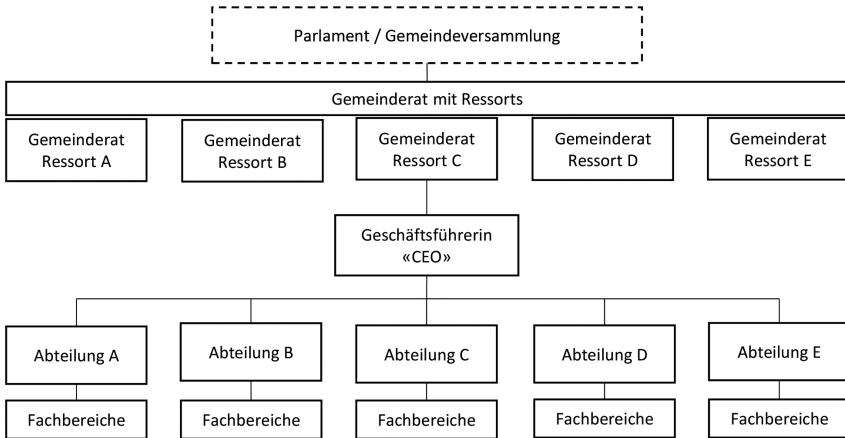 Parlament / Gemeindeversammlung
Gemeinderat mit Ressorts
Gemeinderat
Ressort A
Gemeinderat
Ressort B
Gemeinderat
Ressort C
Gemeinderat
Ressort D
Gemeinderat
Ressort E
Geschäftsführerin
«CEO»
Abteilung A
Abteilung B
Abteilung C
Abteilung D
Abteilung E
Fachbereiche
Fachbereiche
Fachbereiche
Fachbereiche
Fachbereiche